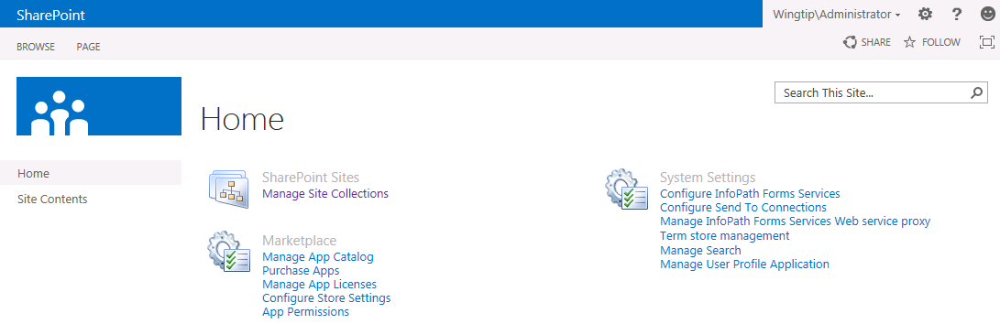 SharePoint
Wingtip\Administrator
?
BROWSE PAGE
SHARE FOLLOW
Search This Site...
Home
Home
Site Contents
SharePoint Sites
Manage Site Collections
Marketplace
Manage App Catalog
Purchase Apps
Manage App Licenses
Configure Store Settings
App Permissions
System Settings
Configure InfoPath Forms Services
Configure Send To Connections
Manage InfoPath Forms Services Web service proxy
Term store management
Manage Search
Manage User Profile Application